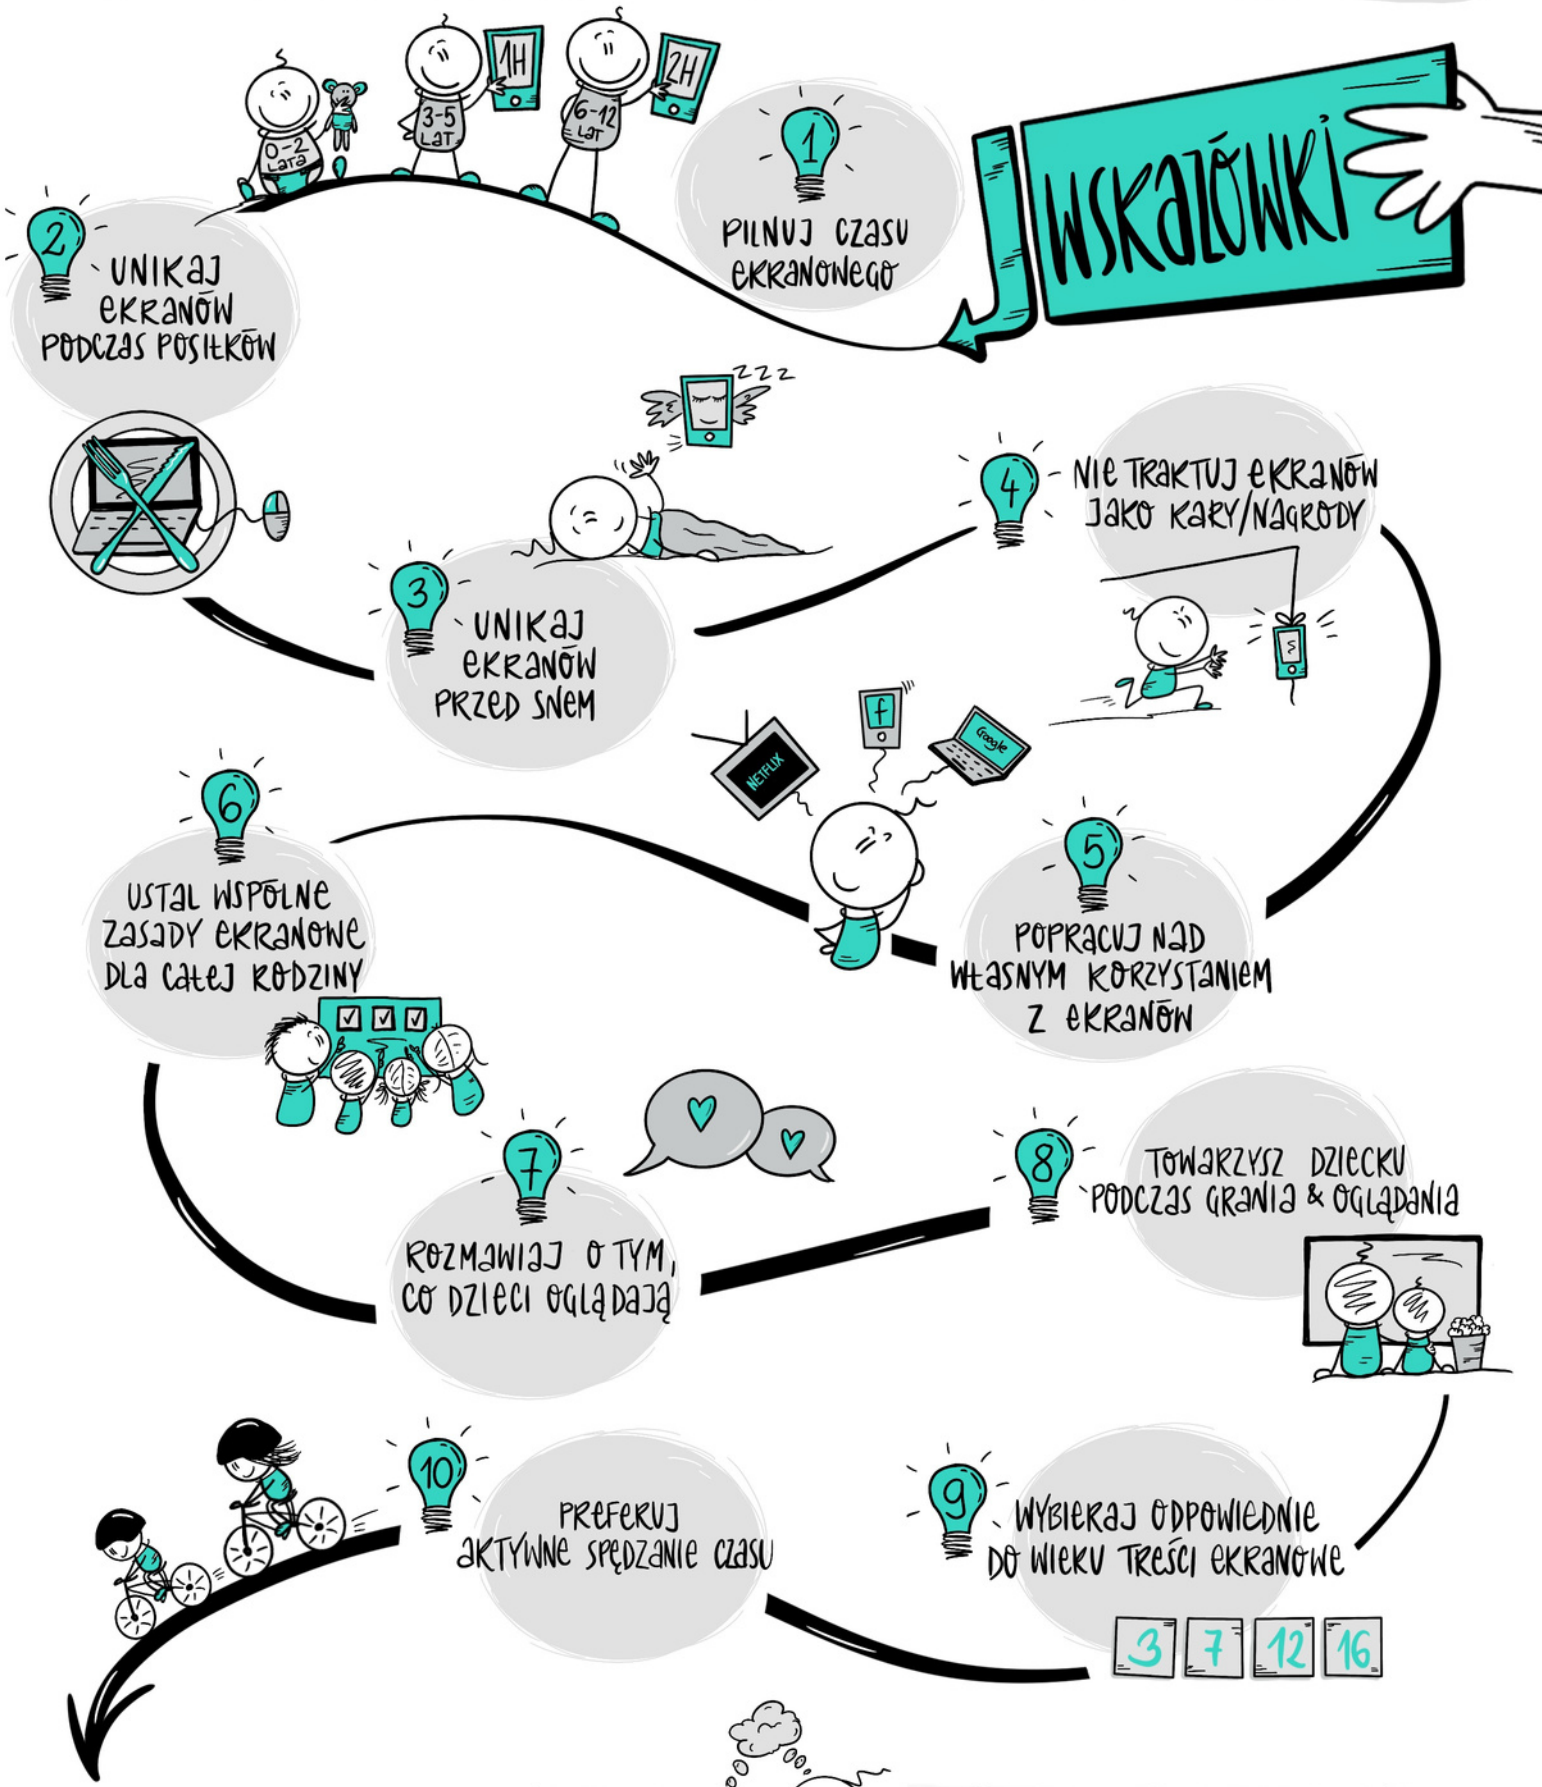 WSKAZÓWKI
1
PILNUJ CZASU
EKRANOWEGO
0-2
LATA
3-5
LAT
1H
6-12
LAT
2H
2
UNIKAJ
EKRANÓW
PODCZAS POSIŁKÓW
3
UNIKAJ
EKRANÓW
PRZED SNEM
zzz
4
NIE TRAKTUJ EKRANÓW
JAKO KARY/NAGRODY
5
POPRACUJ NAD
WŁASNYM KORZYSTANIEM
Z EKRANÓW
NETFLIX
f
Google
6
USTAL WSPÓLNE
ZASADY EKRANOWE
DLA CAŁEJ RODZINY
7
ROZMAWIAJ O TYM,
CO DZIECI OGLĄDAJĄ
8
TOWARZYSZ DZIECKU
PODCZAS GRANIA & OGLĄDANIA
9
WYBIERAJ ODPOWIEDNIE
DO WIEKU TREŚCI EKRANOWE
3 7 12 16
10
PREFERUJ
AKTYWNE SPĘDZANIE CZASU